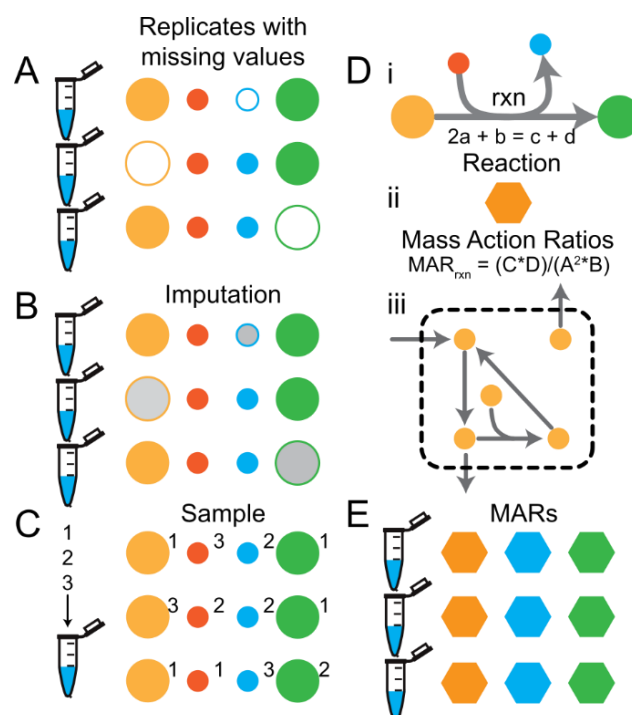 A
Replicates with
missing values
B
Imputation
C
Sample
1
2
3
1 3 2 1
3 2 2 1
1 1 3 2
D
i
rxn
2a + b = c + d
Reaction
ii
Mass Action Ratios
MARrxn = (C*D)/(A²*B)
iii
E
MARs